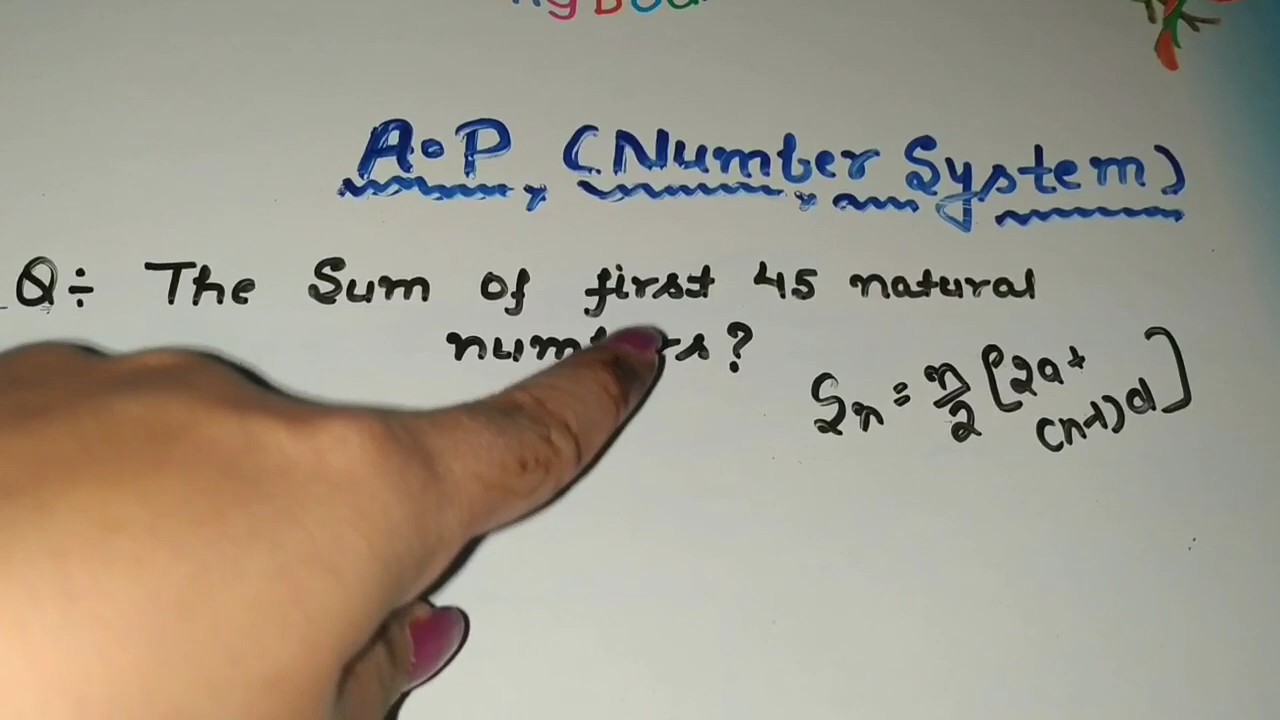 A.P (Number System)
Q÷ The Sum of first 45 natural
?
Sn = n/2 [2a+
(n-1)d]